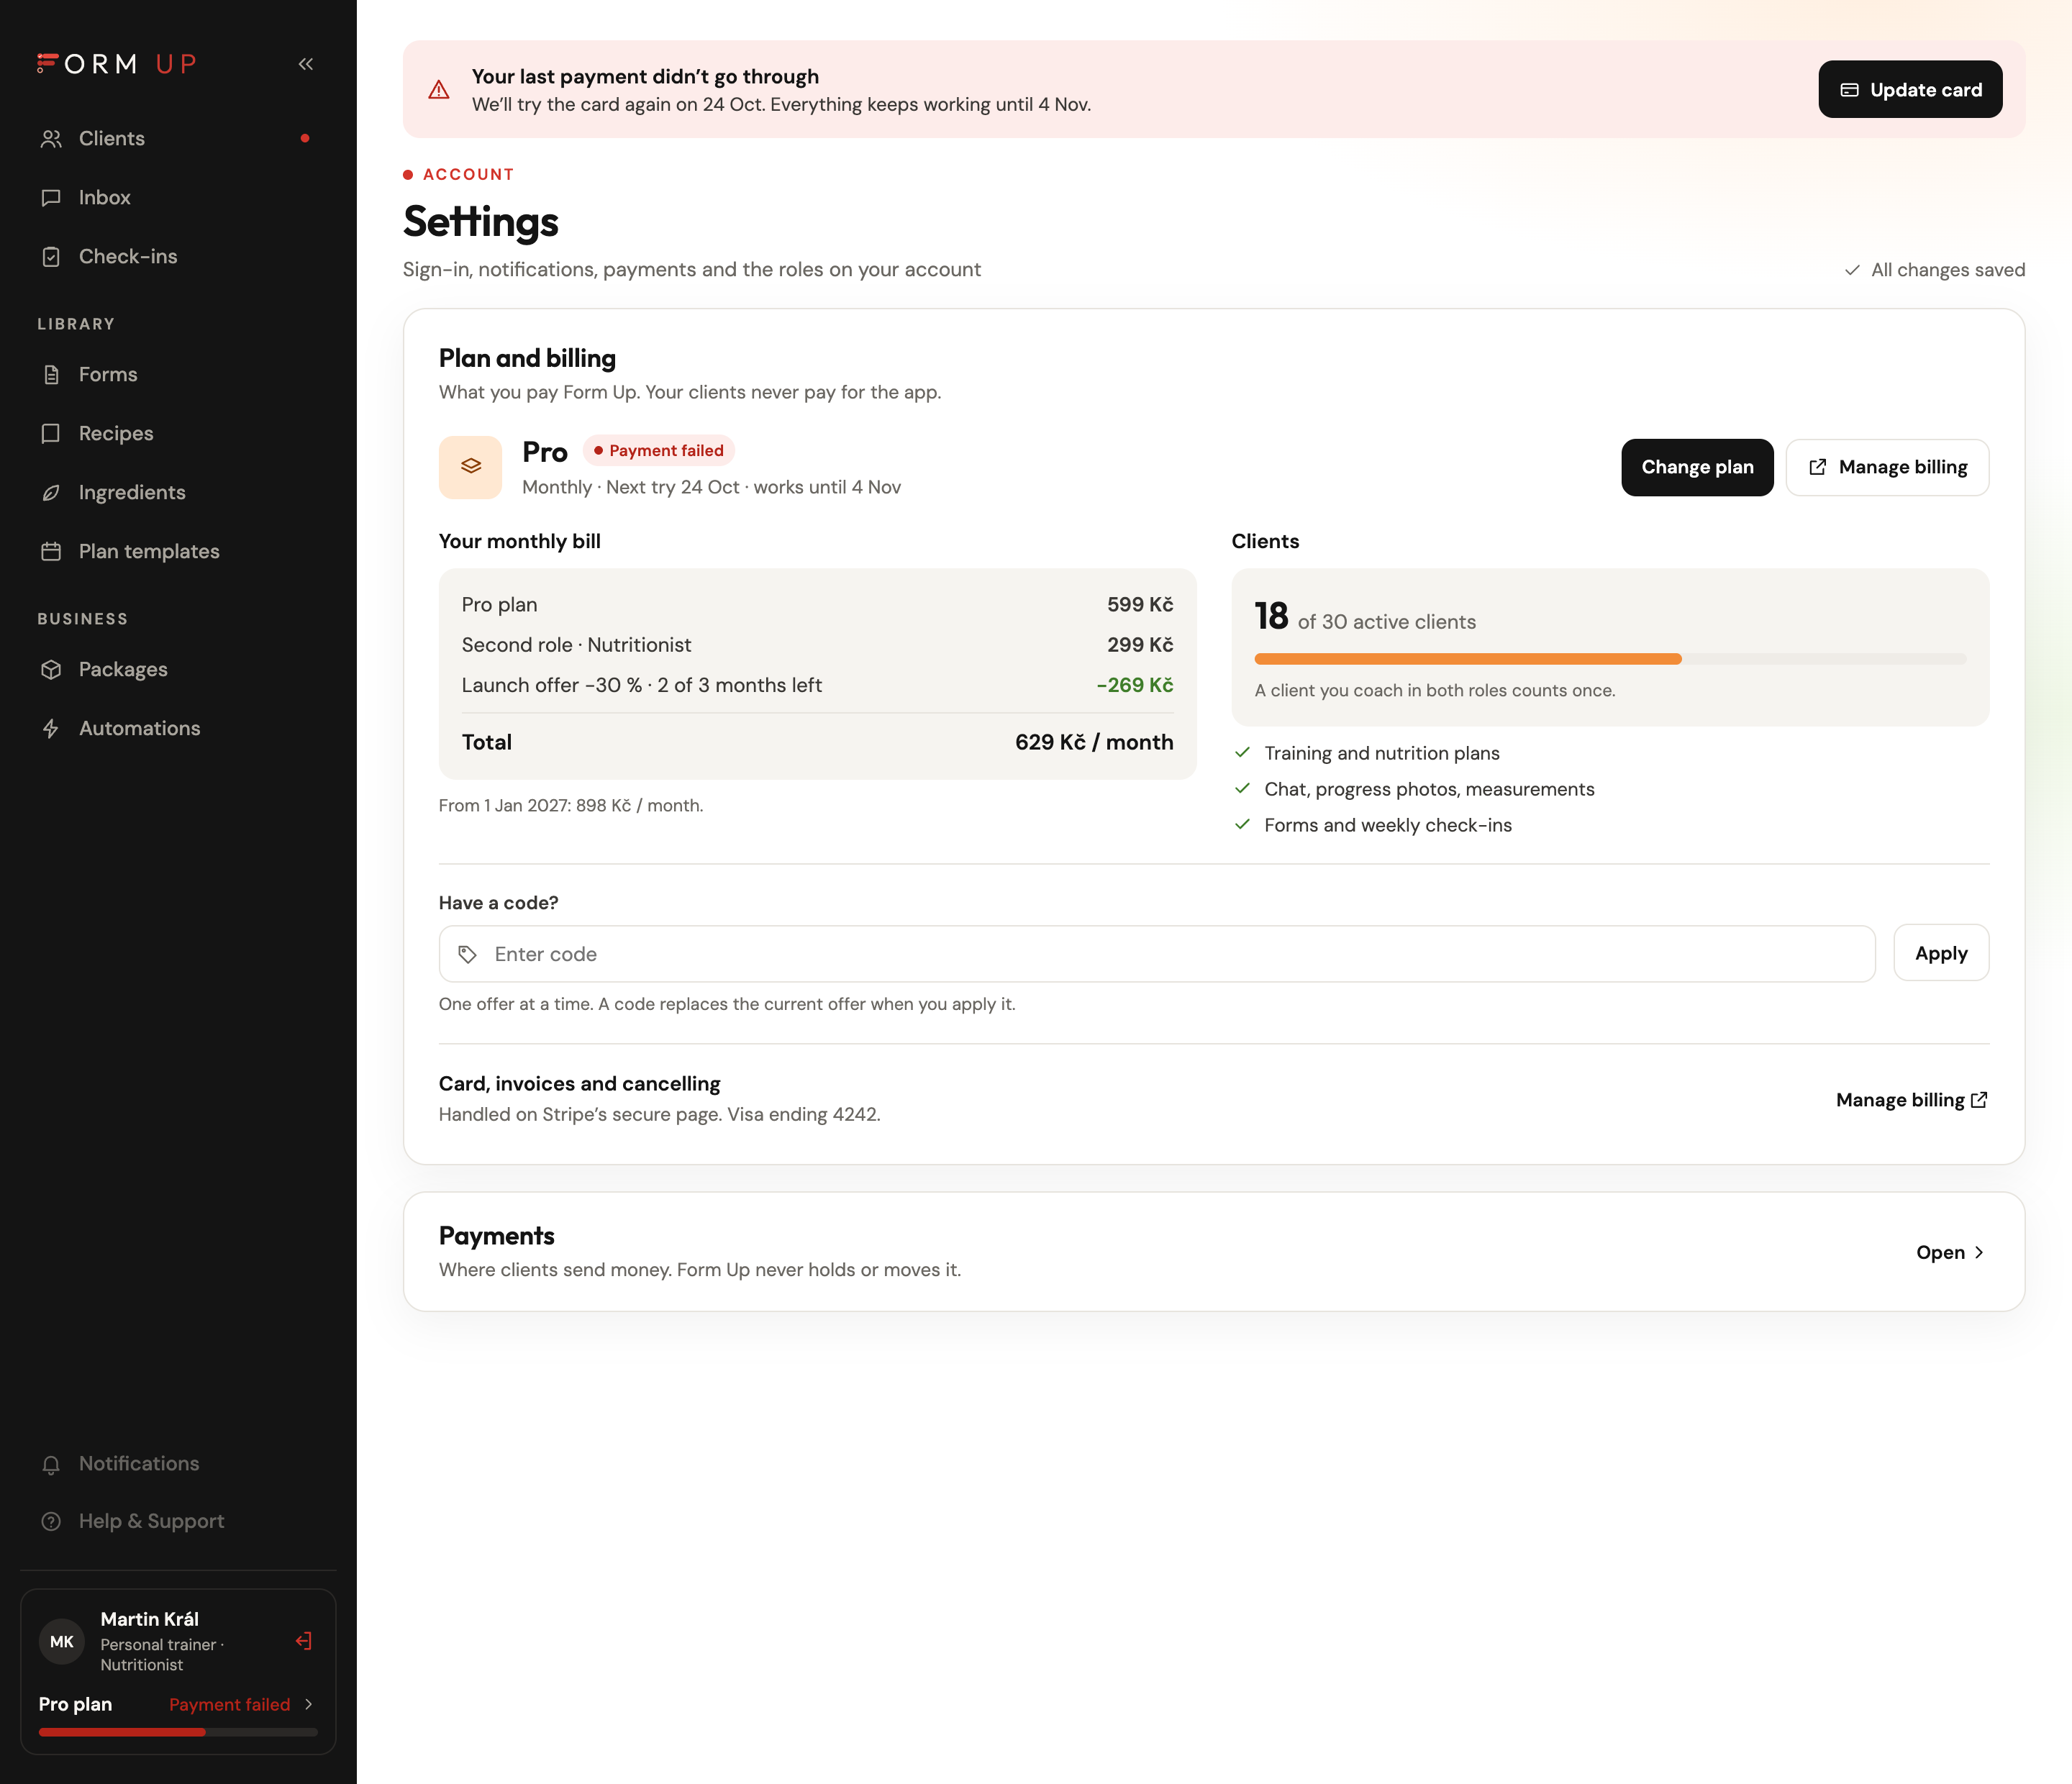 FORM UP
Clients
Inbox
Check-ins
LIBRARY
Forms
Recipes
Ingredients
Plan templates
BUSINESS
Packages
Automations
Notifications
Help & Support
MK
Martin Král
Personal trainer ·
Nutritionist
Pro plan
Payment failed
Your last payment didn’t go through
We’ll try the card again on 24 Oct. Everything keeps working until 4 Nov.
Update card
ACCOUNT
Settings
Sign-in, notifications, payments and the roles on your account
All changes saved
Plan and billing
What you pay Form Up. Your clients never pay for the app.
Pro
Payment failed
Monthly · Next try 24 Oct · works until 4 Nov
Change plan
Manage billing
Your monthly bill
Pro plan 599 Kč
Second role · Nutritionist 299 Kč
Launch offer −30 % · 2 of 3 months left −269 Kč
Total 629 Kč / month
From 1 Jan 2027: 898 Kč / month.
Clients
18 of 30 active clients
A client you coach in both roles counts once.
Training and nutrition plans
Chat, progress photos, measurements
Forms and weekly check-ins
Have a code?
Enter code
Apply
One offer at a time. A code replaces the current offer when you apply it.
Card, invoices and cancelling
Handled on Stripe’s secure page. Visa ending 4242.
Manage billing
Payments
Where clients send money. Form Up never holds or moves it.
Open